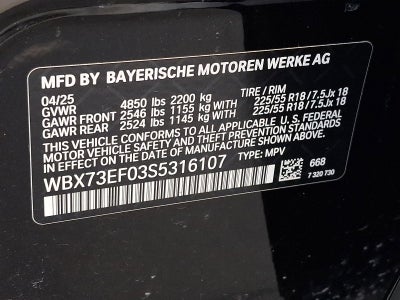 MFD BY BAYERISCHE MOTOREN WERKE AG
04/25 TIRE / RIM
GVWR 4850 lbs 2200 kg
GAWR FRONT 2546 lbs 1155 kg WITH 225/55 R18 / 7.5Jx 18
GAWR REAR 2524 lbs 1145 kg WITH 225/55 R18 / 7.5Jx 18
THIS VEHICLE CONFORMS TO ALL APPLICABLE U.S. FEDERAL
MOTOR VEHICLE SAFETY AND THEFT PREVENTION STANDARDS
IN EFFECT ON THE DATE OF MANUFACTURE SHOWN ABOVE.
WBX73EF03S5316107 TYPE: MPV
668
7 320 730